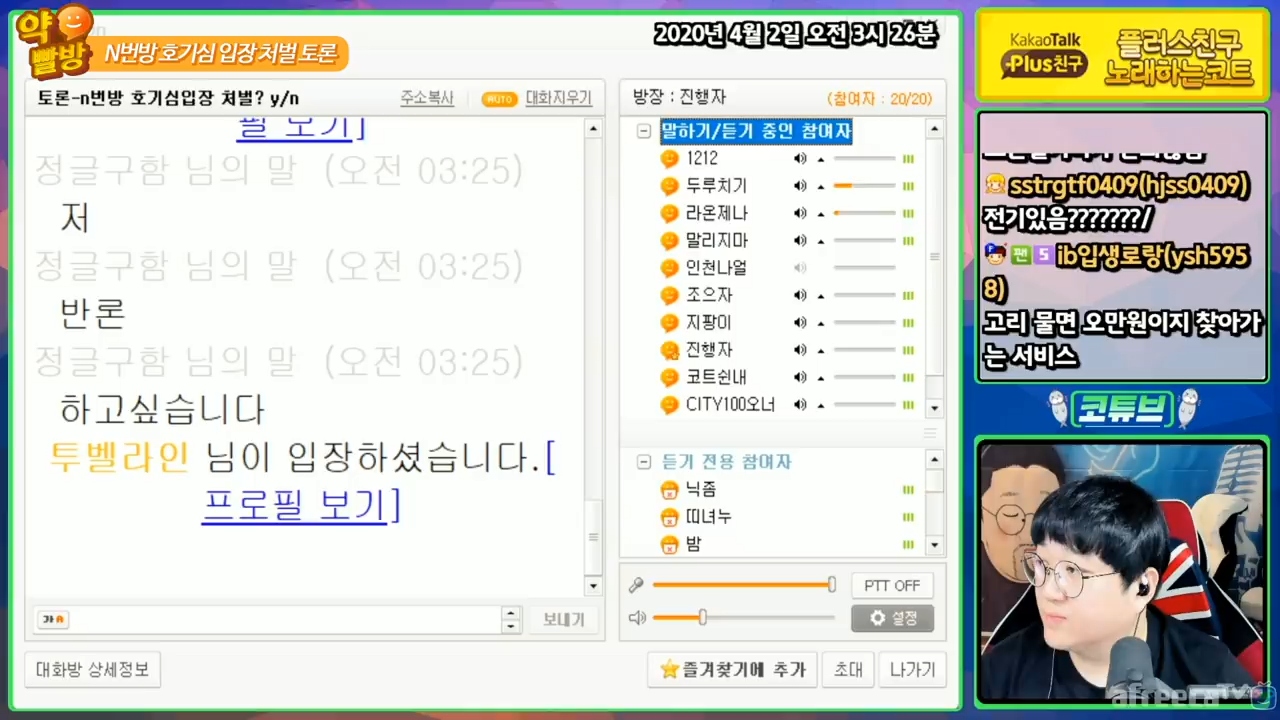 약빨방
N번방 호기심 입장 처벌 토론
2020년 4월 2일 오전 3시 26분
토론-n번방 호기심입장 처벌? y/n
주소복사
AUTO 대화지우기
필 보기]
정글구함 님의 말 (오전 03:25)
저
정글구함 님의 말 (오전 03:25)
반론
정글구함 님의 말 (오전 03:25)
하고싶습니다
투벨라인 님이 입장하셨습니다.[
프로필 보기]
가
보내기
대화방 상세정보
방장 : 진행자
(참여자 : 20/20)
말하기/듣기 중인 참여자
1212
두루치기
라온제나
말리지마
인천나얼
조으자
지팡이
진행자
코트쉰내
CITY100오너
듣기 전용 참여자
닉좀
띠녀누
밤
PTT OFF
설정
즐겨찾기에 추가
초대
나가기
KakaoTalk
Plus친구
플러스친구
노래하는코트
sstrgtf0409(hjss0409)
전기있음???????/
팬 5 ib입생로랑(ysh595
8)
고리 물면 오만원이지 찾아가
는 서비스
코튜브
afreecaTV